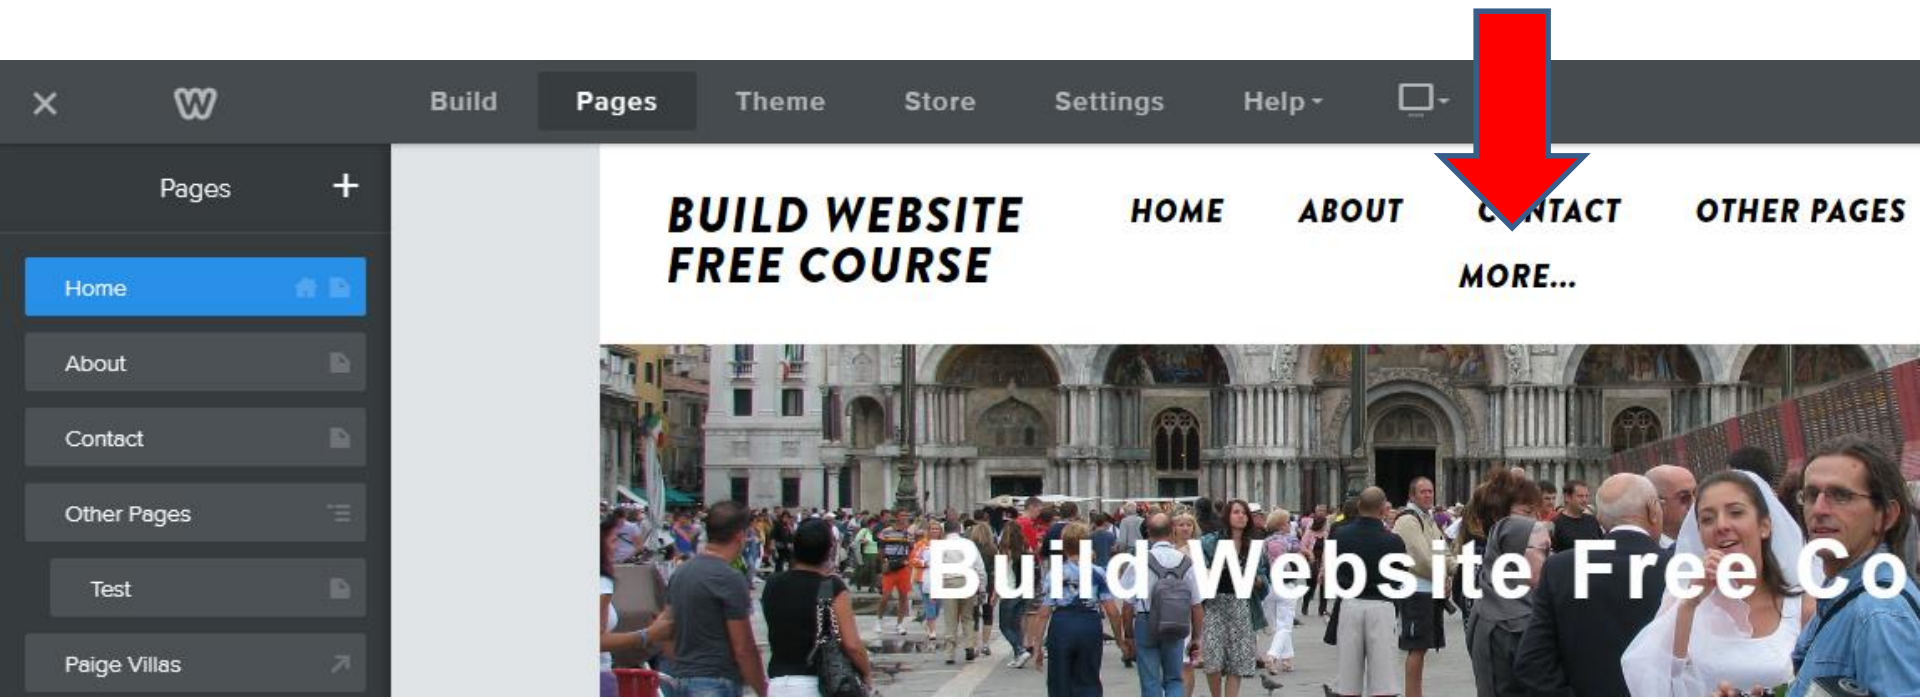 Build Pages Theme Store Settings Help
Pages +
Home
About
Contact
Other Pages
Test
Paige Villas
BUILD WEBSITE
FREE COURSE
HOME ABOUT CONTACT OTHER PAGES
MORE...
Build Website Free Co